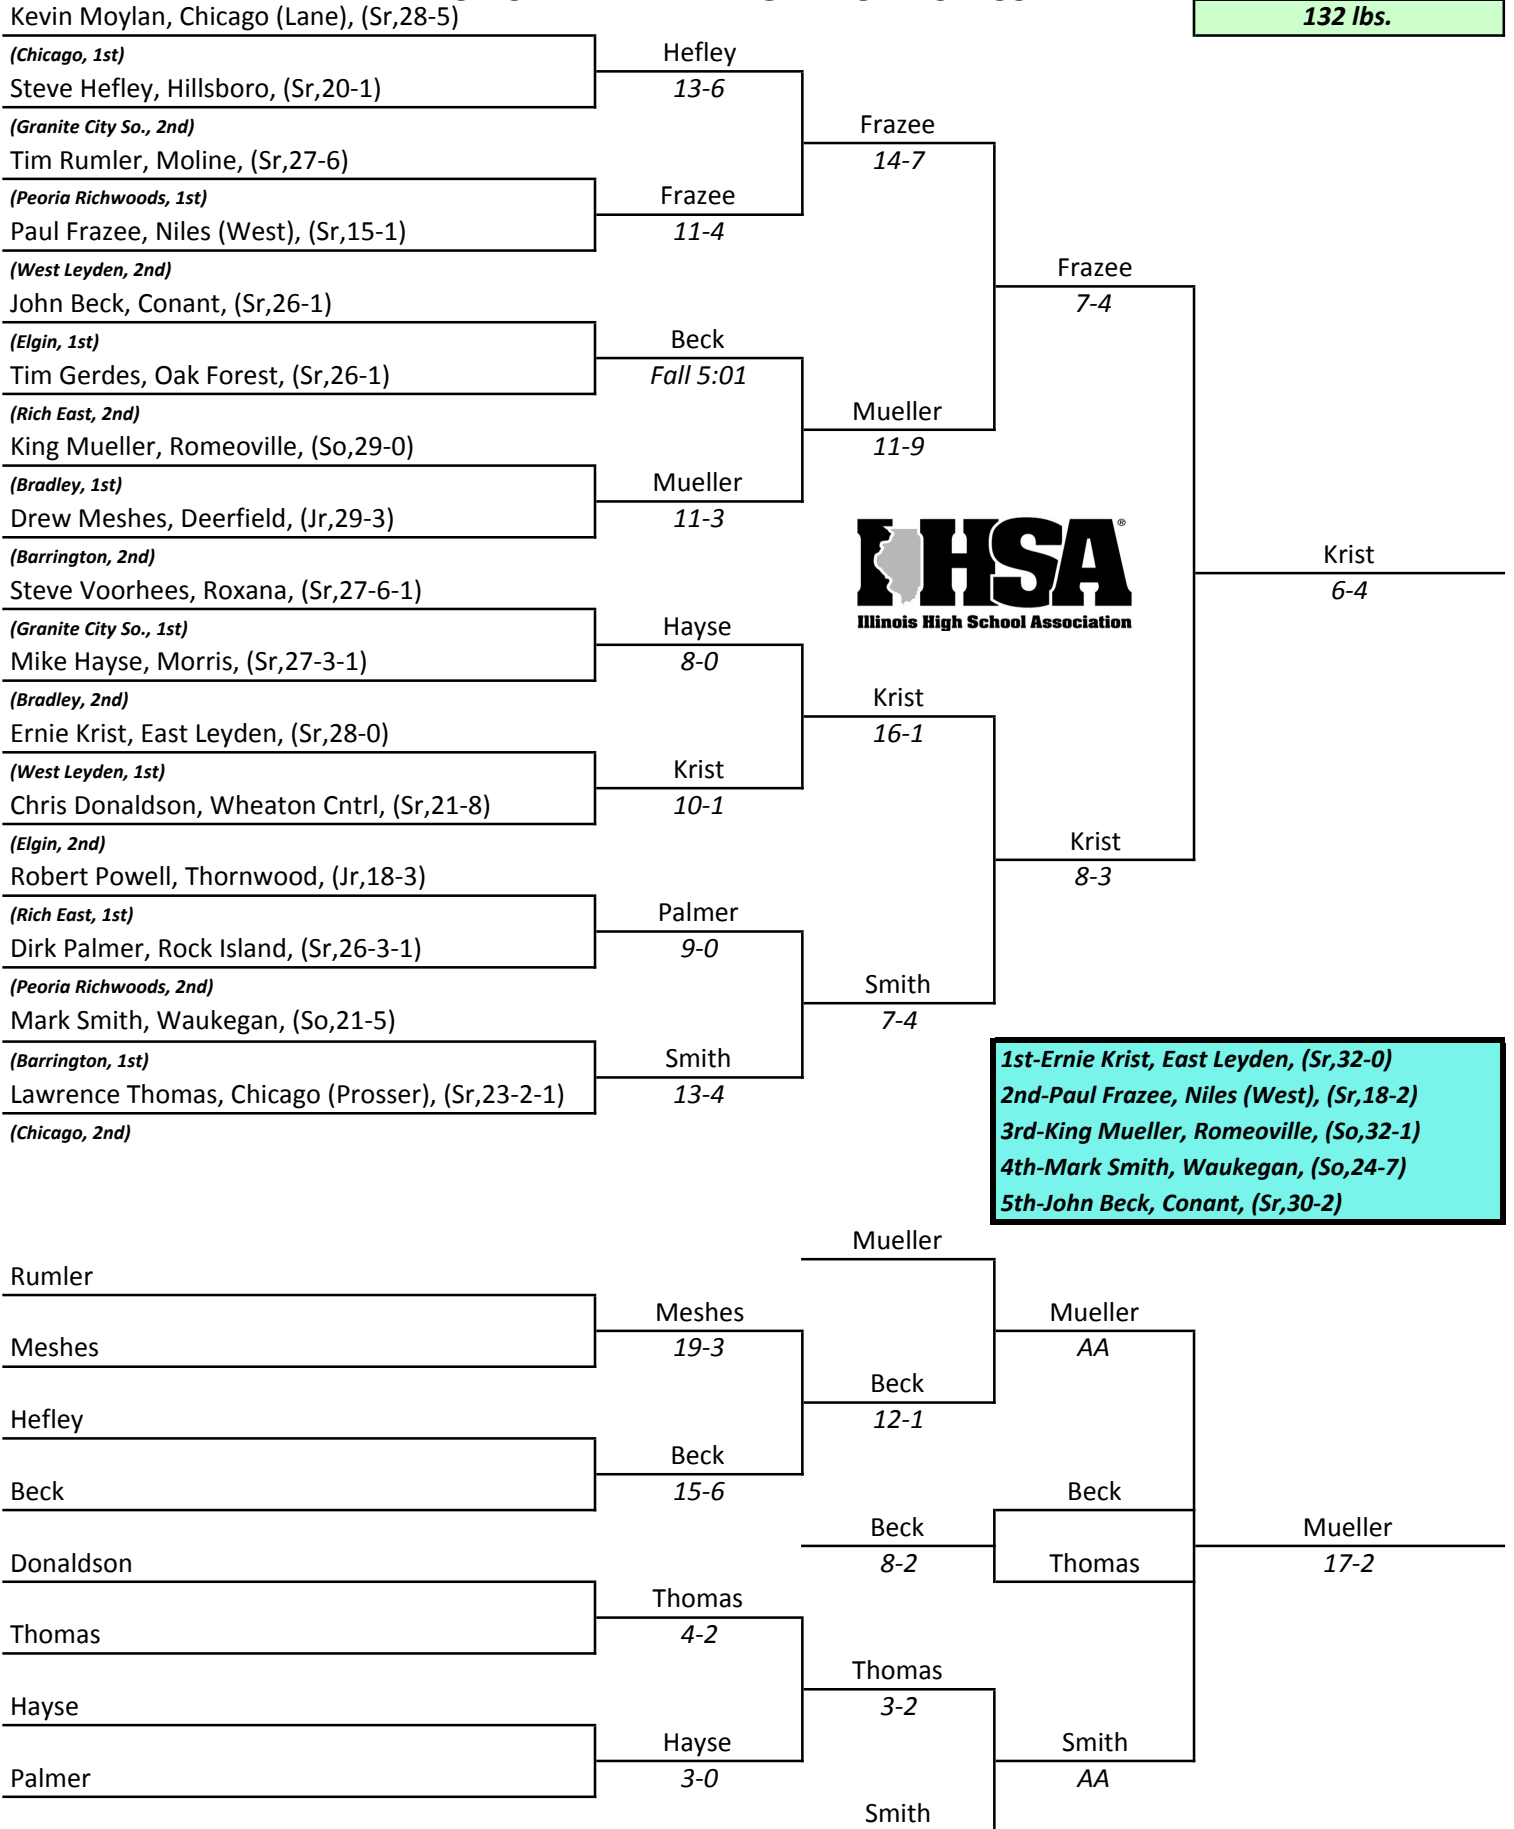 Kevin Moylan, Chicago (Lane), (Sr,28-5)
132 lbs.
(Chicago, 1st)
Hefley
Steve Hefley, Hillsboro, (Sr,20-1)
13-6
(Granite City So., 2nd)
Frazee
Tim Rumler, Moline, (Sr,27-6)
14-7
(Peoria Richwoods, 1st)
Frazee
Paul Frazee, Niles (West), (Sr,15-1)
11-4
(West Leyden, 2nd)
Frazee
John Beck, Conant, (Sr,26-1)
7-4
(Elgin, 1st)
Beck
Tim Gerdes, Oak Forest, (Sr,26-1)
Fall 5:01
(Rich East, 2nd)
Mueller
King Mueller, Romeoville, (So,29-0)
11-9
(Bradley, 1st)
Mueller
Drew Meshes, Deerfield, (Jr,29-3)
11-3
IHSA®
(Barrington, 2nd)
Krist
Steve Voorhees, Roxana, (Sr,27-6-1)
6-4
Illinois High School Association
(Granite City So., 1st)
Hayse
Mike Hayse, Morris, (Sr,27-3-1)
8-0
(Bradley, 2nd)
Krist
Ernie Krist, East Leyden, (Sr,28-0)
16-1
(West Leyden, 1st)
Krist
Chris Donaldson, Wheaton Cntrl, (Sr,21-8)
10-1
(Elgin, 2nd)
Krist
Robert Powell, Thornwood, (Jr,18-3)
8-3
(Rich East, 1st)
Palmer
Dirk Palmer, Rock Island, (Sr,26-3-1)
9-0
(Peoria Richwoods, 2nd)
Smith
Mark Smith, Waukegan, (So,21-5)
7-4
(Barrington, 1st)
Smith
1st-Ernie Krist, East Leyden, (Sr,32-0)
Lawrence Thomas, Chicago (Prosser), (Sr,23-2-1)
13-4
2nd-Paul Frazee, Niles (West), (Sr,18-2)
(Chicago, 2nd)
3rd-King Mueller, Romeoville, (So,32-1)
4th-Mark Smith, Waukegan, (So,24-7)
5th-John Beck, Conant, (Sr,30-2)
Mueller
Rumler
Meshes
Mueller
Meshes
19-3
AA
Beck
Hefley
12-1
Beck
Beck
15-6
Beck
Beck
Mueller
Donaldson
8-2
Thomas
17-2
Thomas
Thomas
4-2
Thomas
Hayse
3-2
Hayse
Smith
Palmer
3-0
AA
Smith